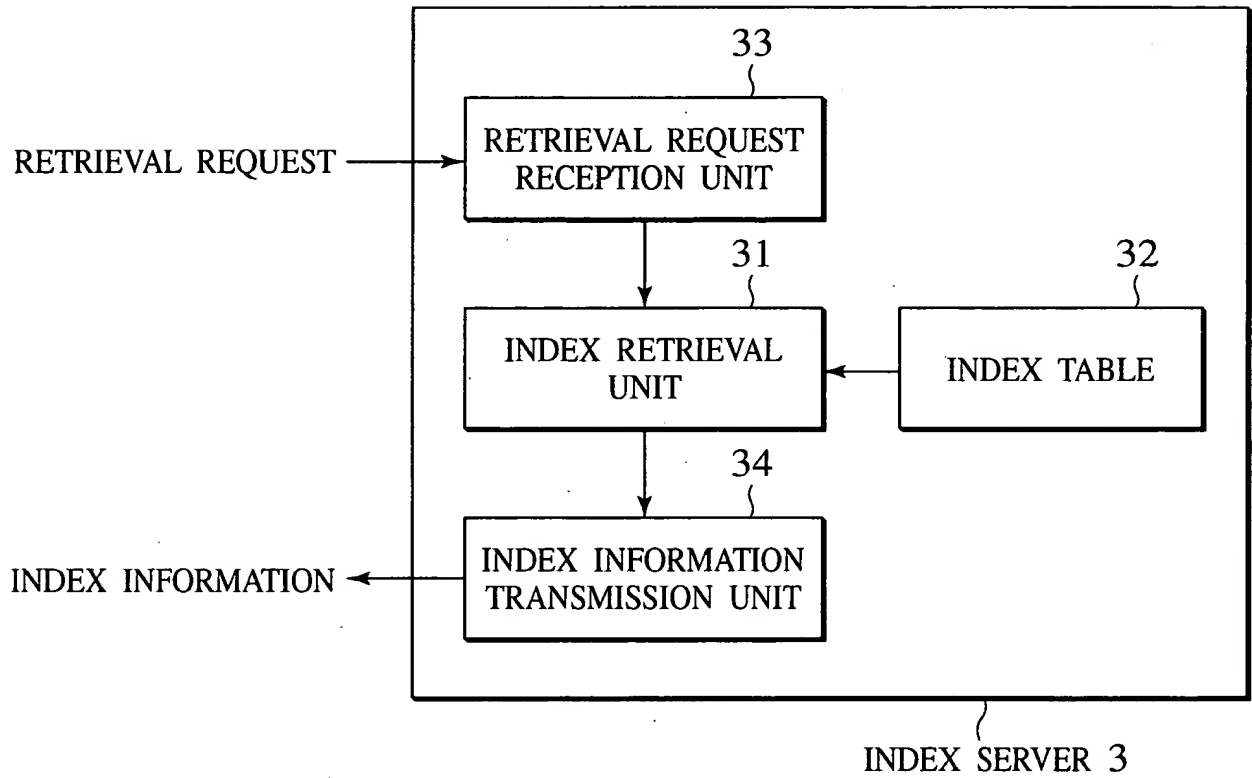 33
RETRIEVAL REQUEST
RETRIEVAL REQUEST
RECEPTION UNIT
31
32
INDEX RETRIEVAL
UNIT
INDEX TABLE
34
INDEX INFORMATION
INDEX INFORMATION
TRANSMISSION UNIT
INDEX SERVER 3